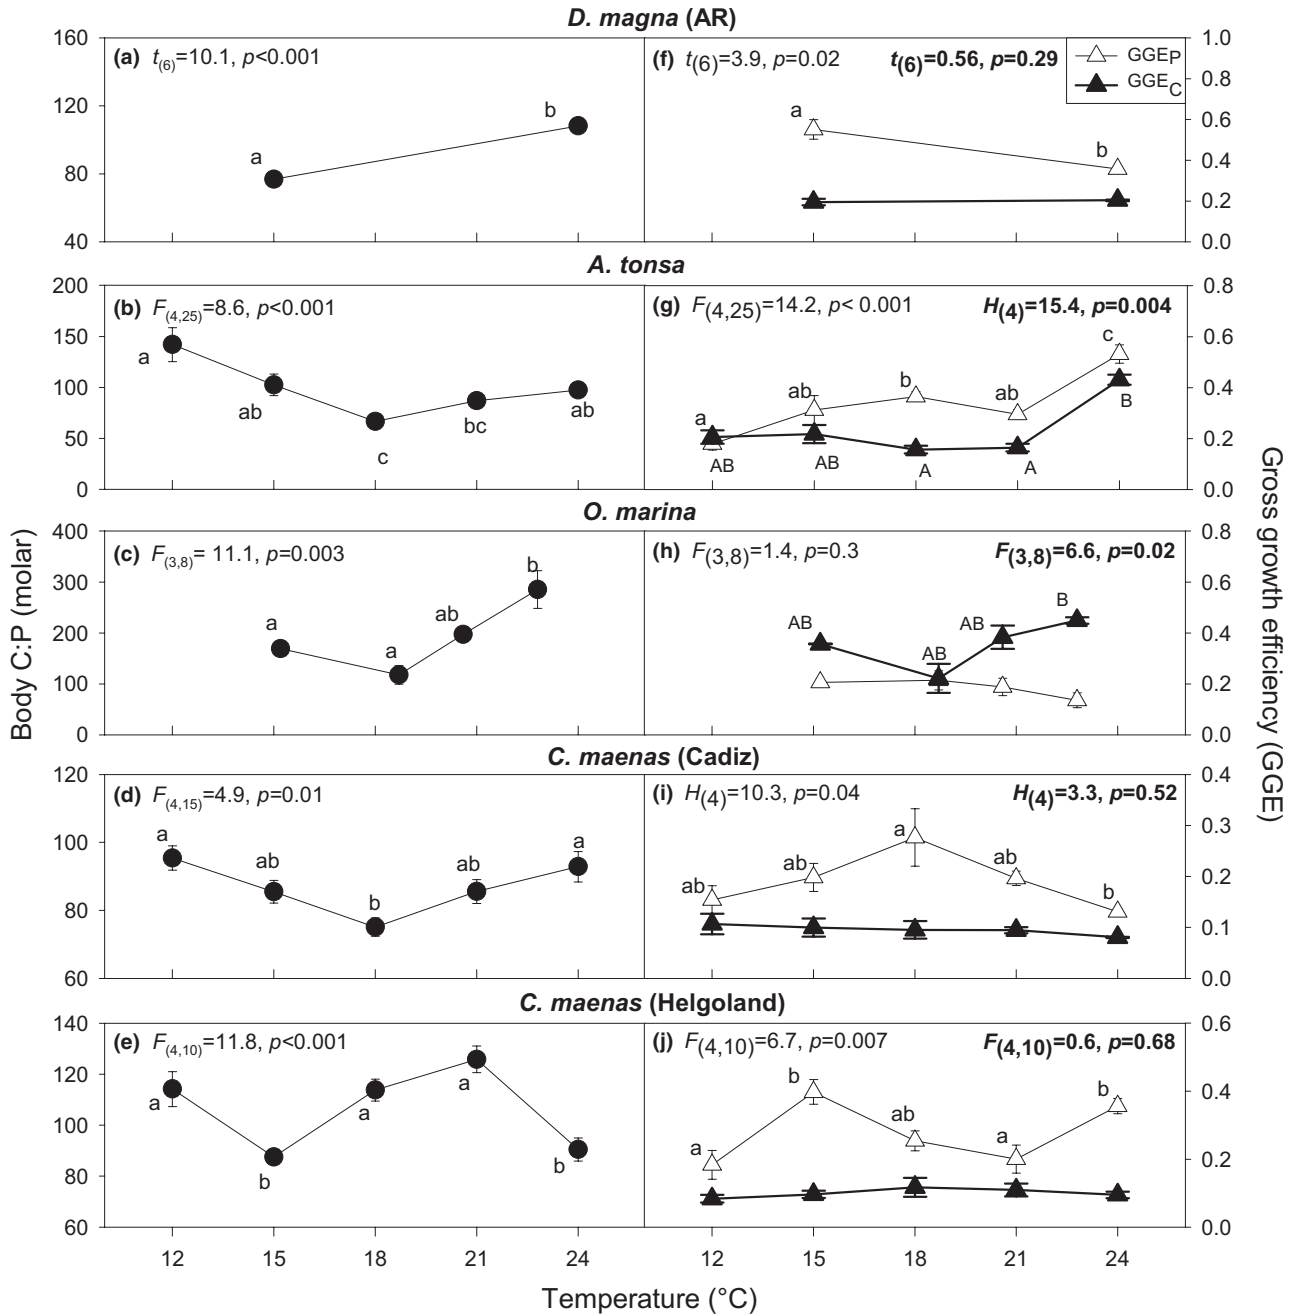 D. magna (AR)
(a) t(6)=10.1, p<0.001
160
120
80
40
a
b
(f) t(6)=3.9, p=0.02 t(6)=0.56, p=0.29
GGEP
GGEC
a
b
1.0
0.8
0.6
0.4
0.2
0.0
A. tonsa
(b) F(4,25)=8.6, p<0.001
200
150
100
50
0
a
ab
c
bc
ab
(g) F(4,25)=14.2, p< 0.001 H(4)=15.4, p=0.004
a
ab
b
ab
c
AB
AB
A
A
B
0.8
0.6
0.4
0.2
0.0
O. marina
(c) F(3,8)= 11.1, p=0.003
400
300
200
100
0
a
a
ab
b
(h) F(3,8)=1.4, p=0.3 F(3,8)=6.6, p=0.02
AB
AB
AB
B
0.8
0.6
0.4
0.2
0.0
C. maenas (Cadiz)
(d) F(4,15)=4.9, p=0.01
120
100
80
60
a
ab
b
ab
a
(i) H(4)=10.3, p=0.04 H(4)=3.3, p=0.52
ab
ab
a
ab
b
0.4
0.3
0.2
0.1
0.0
C. maenas (Helgoland)
(e) F(4,10)=11.8, p<0.001
140
120
100
80
60
a
b
a
a
b
(j) F(4,10)=6.7, p=0.007 F(4,10)=0.6, p=0.68
a
b
ab
a
b
0.6
0.4
0.2
0.0
12 15 18 21 24
12 15 18 21 24
Temperature (°C)
Body C:P (molar)
Gross growth efficiency (GGE)